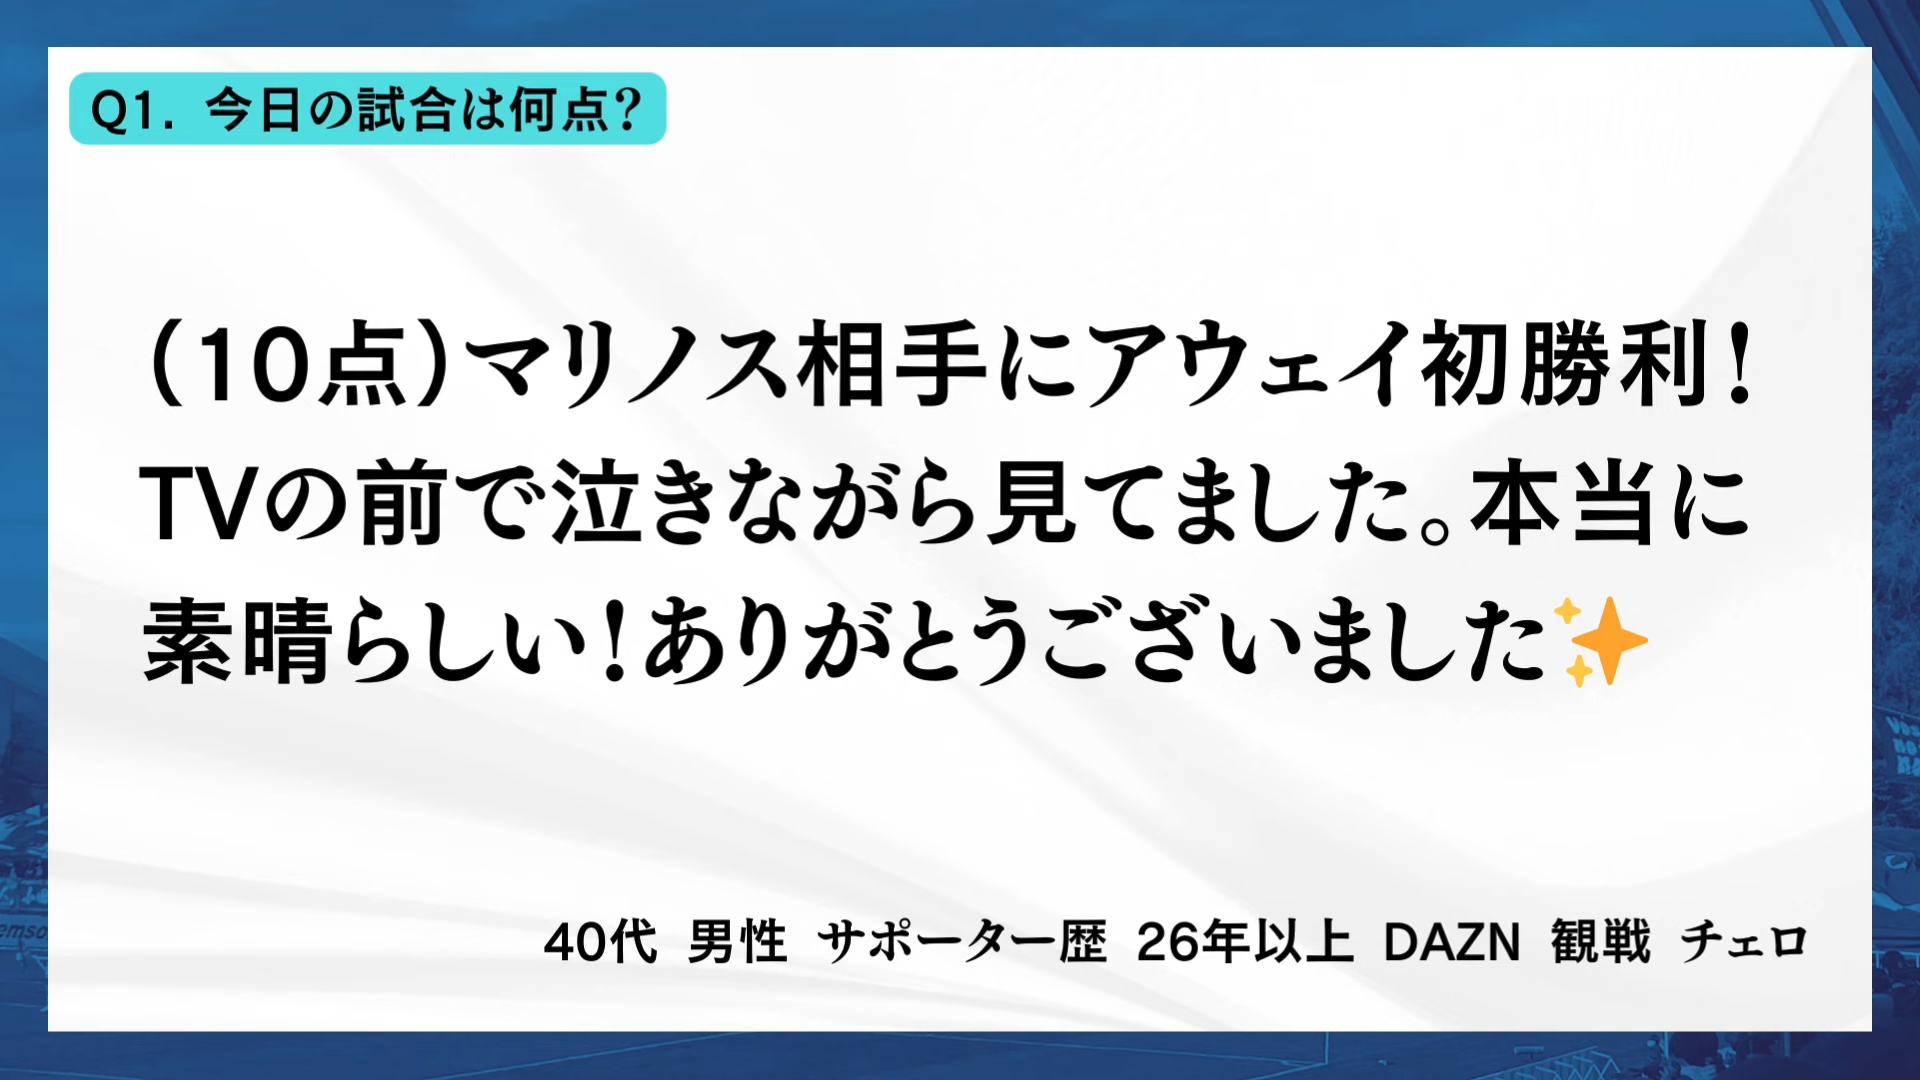 Q1. 今日の試合は何点?
(10点)マリノス相手にアウェイ初勝利!
TVの前で泣きながら見てました。本当に
素晴らしい!ありがとうございました✨
40代 男性 サポーター歴 26年以上 DAZN 観戦 チェロ